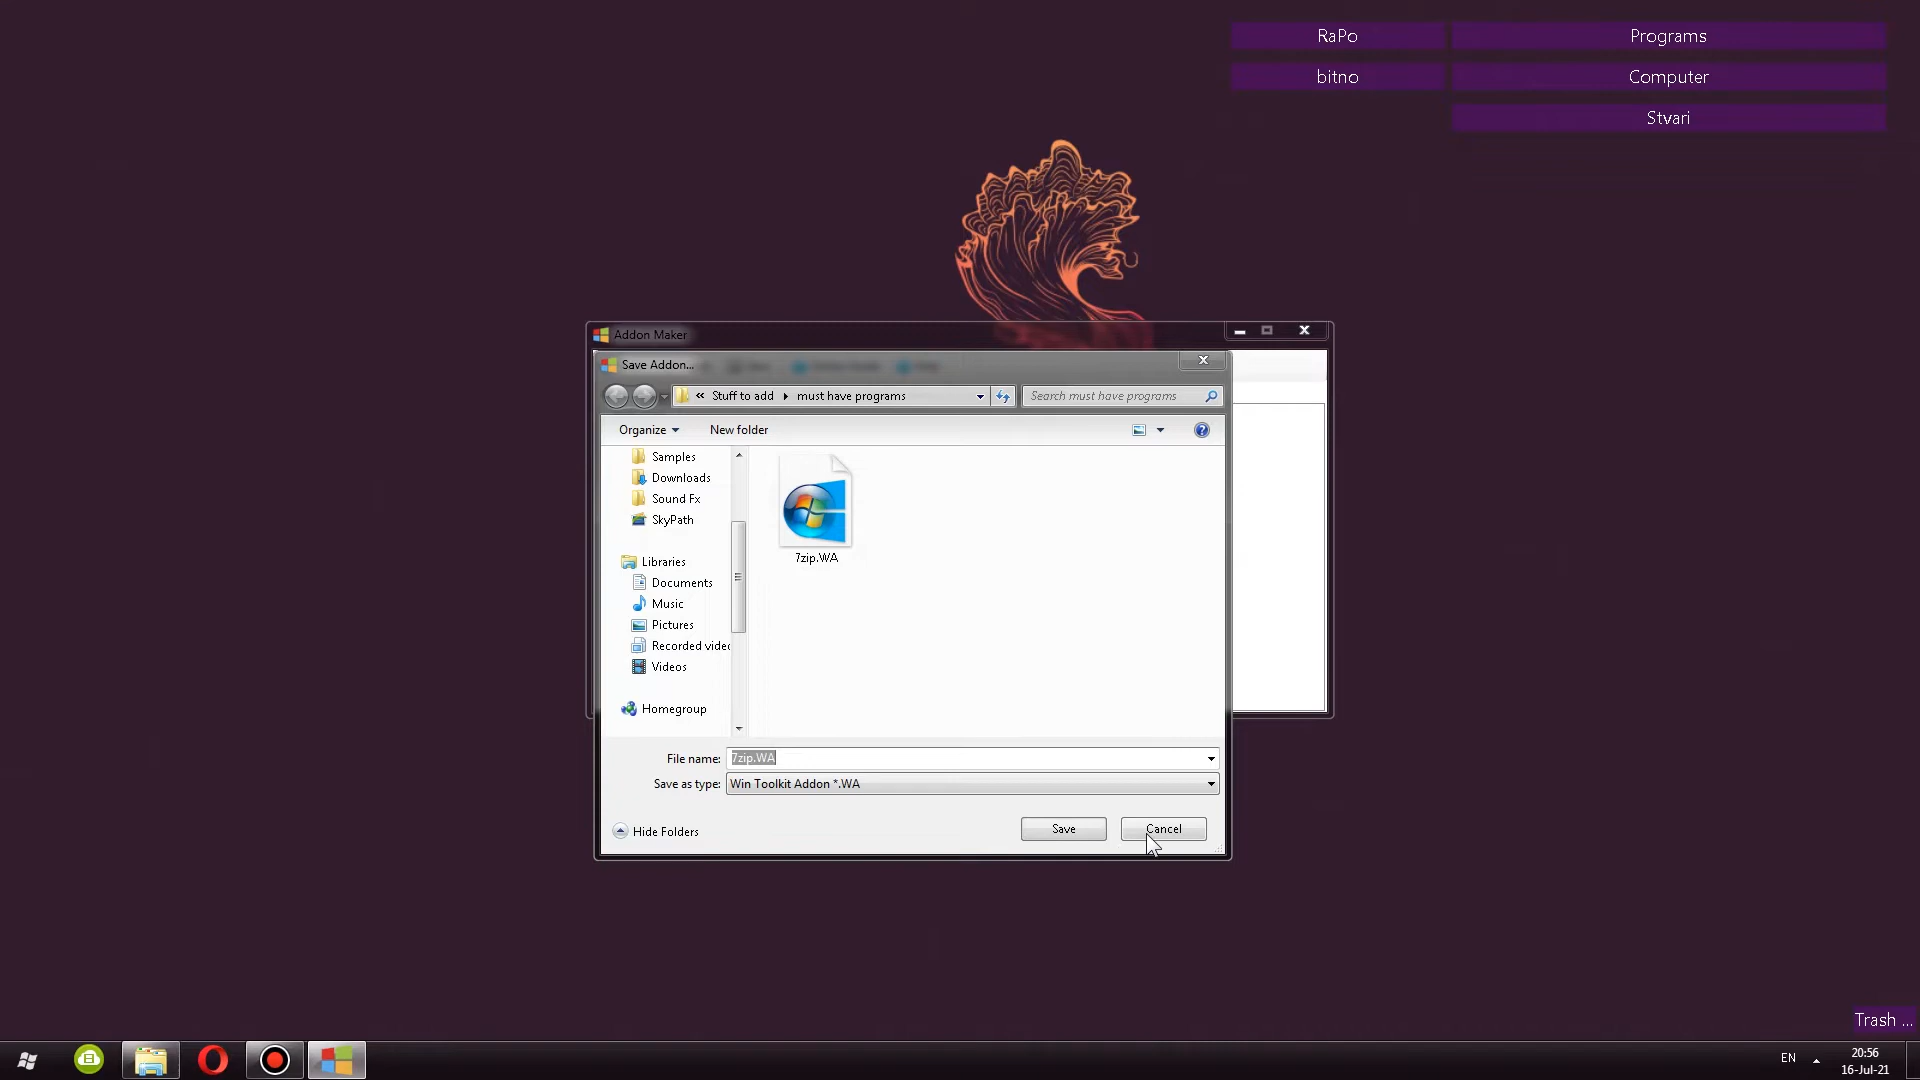 RaPo
Programs
bitno
Computer
Stvari
Addon Maker
Save Addon...
« Stuff to add
must have programs
Search must have programs
Organize
New folder
Samples
Downloads
Sound Fx
SkyPath
Libraries
Documents
Music
Pictures
Recorded videc
Videos
Homegroup
7zip.WA
File name:
7zip.WA
Save as type:
Win Toolkit Addon *.WA
Hide Folders
Save
Cancel
Trash ...
EN
20:56
16-Jul-21